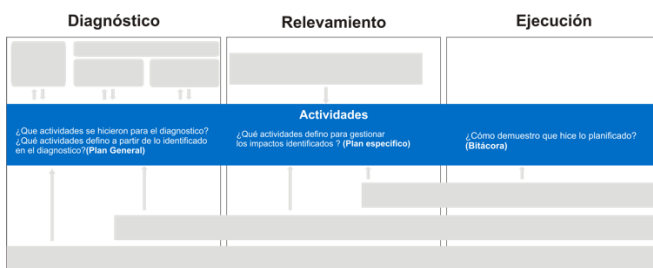 Diagnóstico
Relevamiento
Ejecución
Actividades
¿Que actividades se hicieron para el diagnostico?
¿Qué actividades defino a partir de lo identificado
en el diagnostico?(Plan General)
¿Qué actividades defino para gestionar
los impactos identificados ? (Plan especifico)
¿Cómo demuestro que hice lo planificado?
(Bitácora)